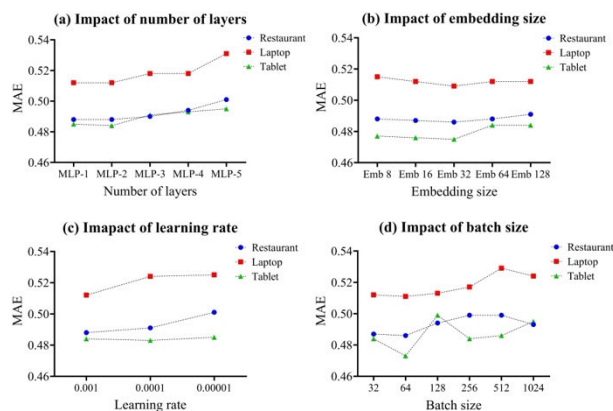 (a) Impact of number of layers
Restaurant
Laptop
Tablet
0.54
0.52
0.50
0.48
0.46
MAE
MLP-1 MLP-2 MLP-3 MLP-4 MLP-5
Number of layers
(b) Impact of embedding size
Restaurant
Laptop
Tablet
0.54
0.52
0.50
0.48
0.46
MAE
Emb 8 Emb 16 Emb 32 Emb 64 Emb 128
Embedding size
(c) Imapact of learning rate
Restaurant
Laptop
Tablet
0.54
0.52
0.50
0.48
0.46
MAE
0.001 0.0001 0.00001
Learning rate
(d) Impact of batch size
Restaurant
Laptop
Tablet
0.54
0.52
0.50
0.48
0.46
MAE
32 64 128 256 512 1024
Batch size